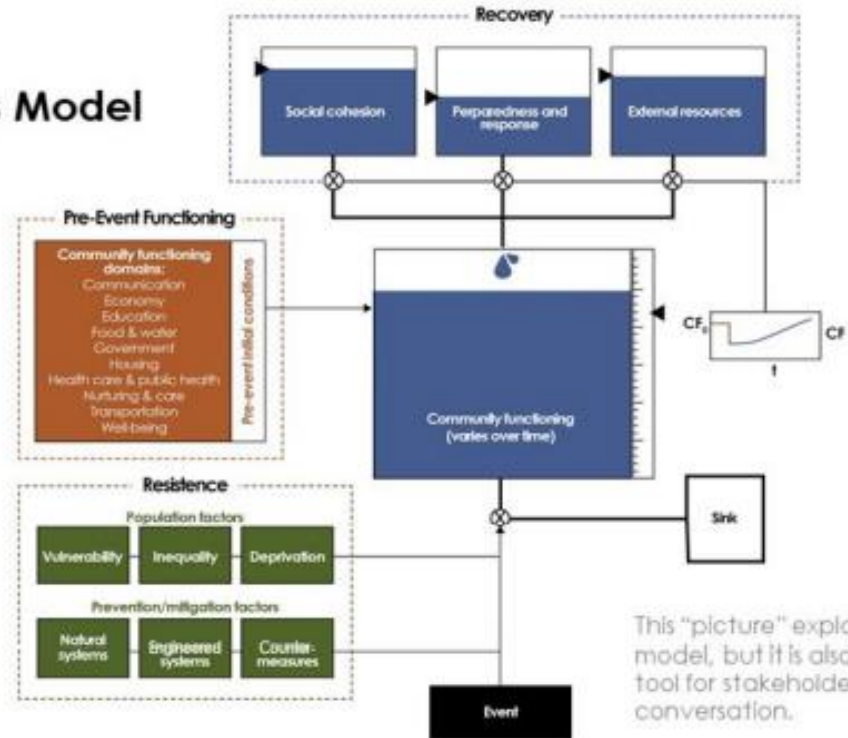 Model
Recovery
Social cohesion
Perparedness and
response
External resources
Pre-Event Functioning
Community functioning
domains:
Communication
Economy
Education
Food & water
Government
Housing
Health care & public health
Nurturing & care
Transportation
Well-being
Pre-event initial conditions
Community functioning
(varies over time)
CF₀
CF
t
Resistence
Population factors
Vulnerability
Inequality
Deprivation
Prevention/mitigation factors
Natural
systems
Engineered
systems
Counter-
measures
Sink
Event
This "picture"
model, but it is also
tool for stakeholde
conversation.